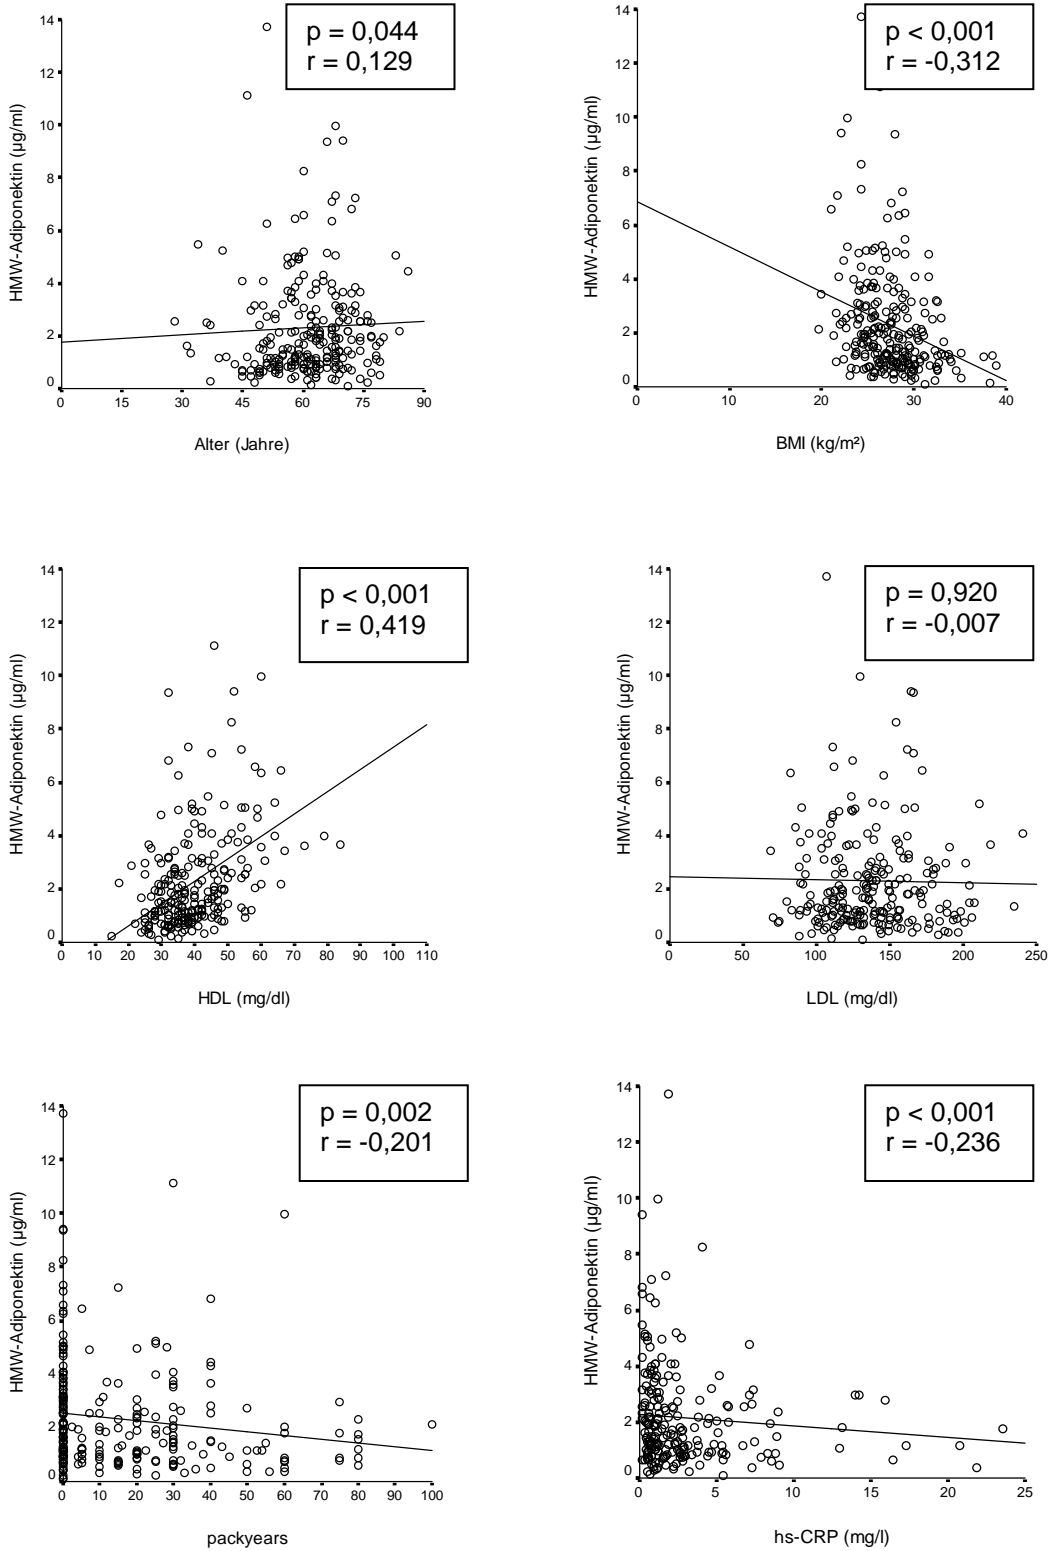 p = 0,044
r = 0,129
HMW-Adiponektin (µg/ml)
14
12
10
8
6
4
2
0
0 15 30 45 60 75 90
Alter (Jahre)
p < 0,001
r = -0,312
HMW-Adiponektin (µg/ml)
14
12
10
8
6
4
2
0
0 10 20 30 40
BMI (kg/m²)
p < 0,001
r = 0,419
HMW-Adiponektin (µg/ml)
14
12
10
8
6
4
2
0
0 10 20 30 40 50 60 70 80 90 100 110
HDL (mg/dl)
p = 0,920
r = -0,007
HMW-Adiponektin (µg/ml)
14
12
10
8
6
4
2
0
0 50 100 150 200 250
LDL (mg/dl)
p = 0,002
r = -0,201
HMW-Adiponektin (µg/ml)
14
12
10
8
6
4
2
0
0 10 20 30 40 50 60 70 80 90 100
packyears
p < 0,001
r = -0,236
HMW-Adiponektin (µg/ml)
14
12
10
8
6
4
2
0
0 5 10 15 20 25
hs-CRP (mg/l)